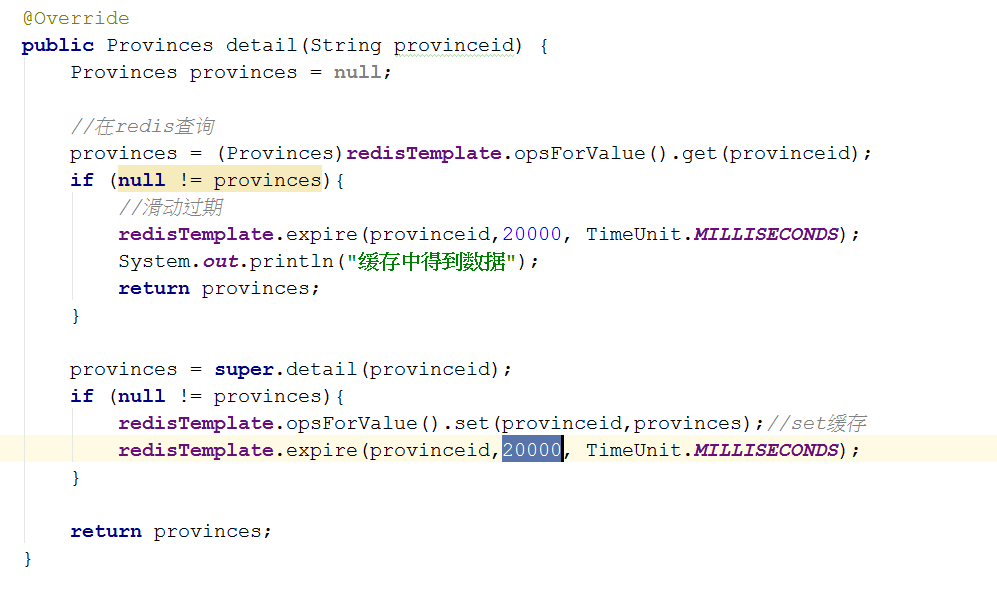 @Override
public Provinces detail(String provinceid) {
    Provinces provinces = null;
    //在redis查询
    provinces = (Provinces)redisTemplate.opsForValue().get(provinceid);
    if (null != provinces){
        //滑动过期
        redisTemplate.expire(provinceid,20000, TimeUnit.MILLISECONDS);
        System.out.println("缓存中得到数据");
        return provinces;
    }
    provinces = super.detail(provinceid);
    if (null != provinces){
        redisTemplate.opsForValue().set(provinceid,provinces);//set缓存
        redisTemplate.expire(provinceid,20000, TimeUnit.MILLISECONDS);
    }
    return provinces;
}